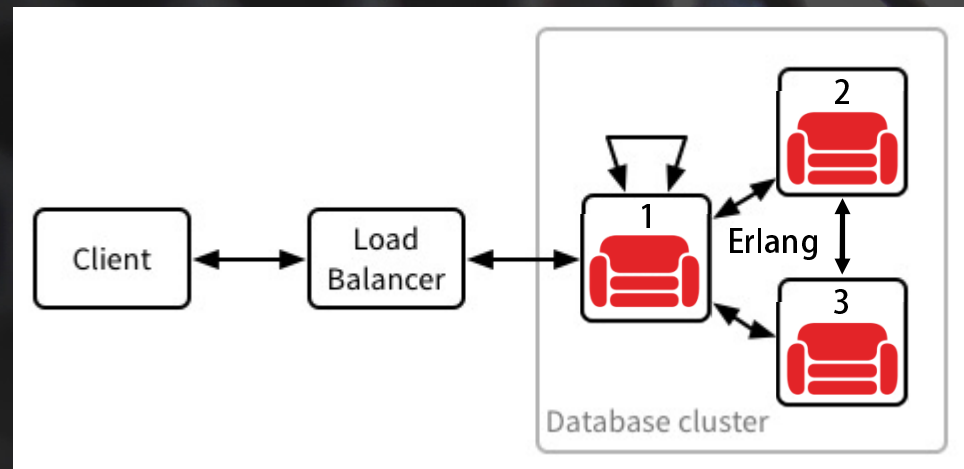 Client
Load
Balancer
1
2
Erlang
3
Database cluster